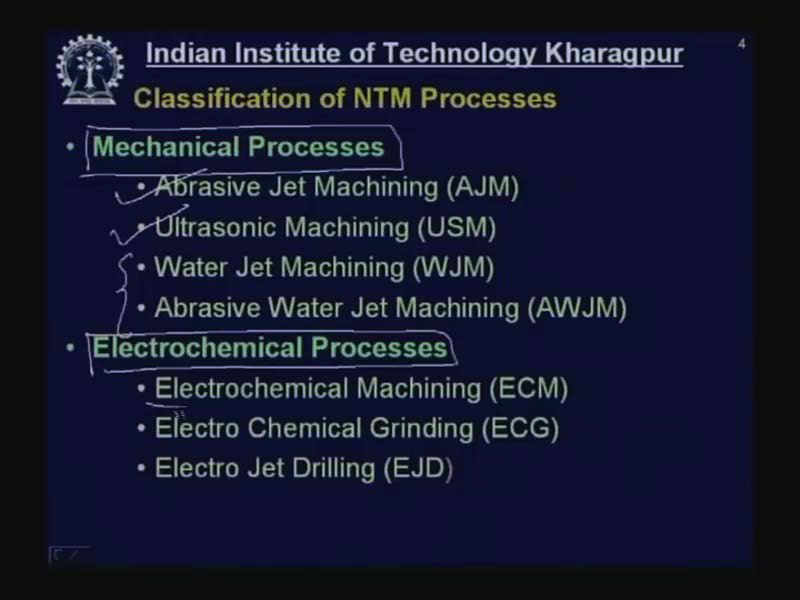 4
Indian Institute of Technology Kharagpur
Classification of NTM Processes
• Mechanical Processes
• Abrasive Jet Machining (AJM)
• Ultrasonic Machining (USM)
• Water Jet Machining (WJM)
• Abrasive Water Jet Machining (AWJM)
• Electrochemical Processes
• Electrochemical Machining (ECM)
• Electro Chemical Grinding (ECG)
• Electro Jet Drilling (EJD)